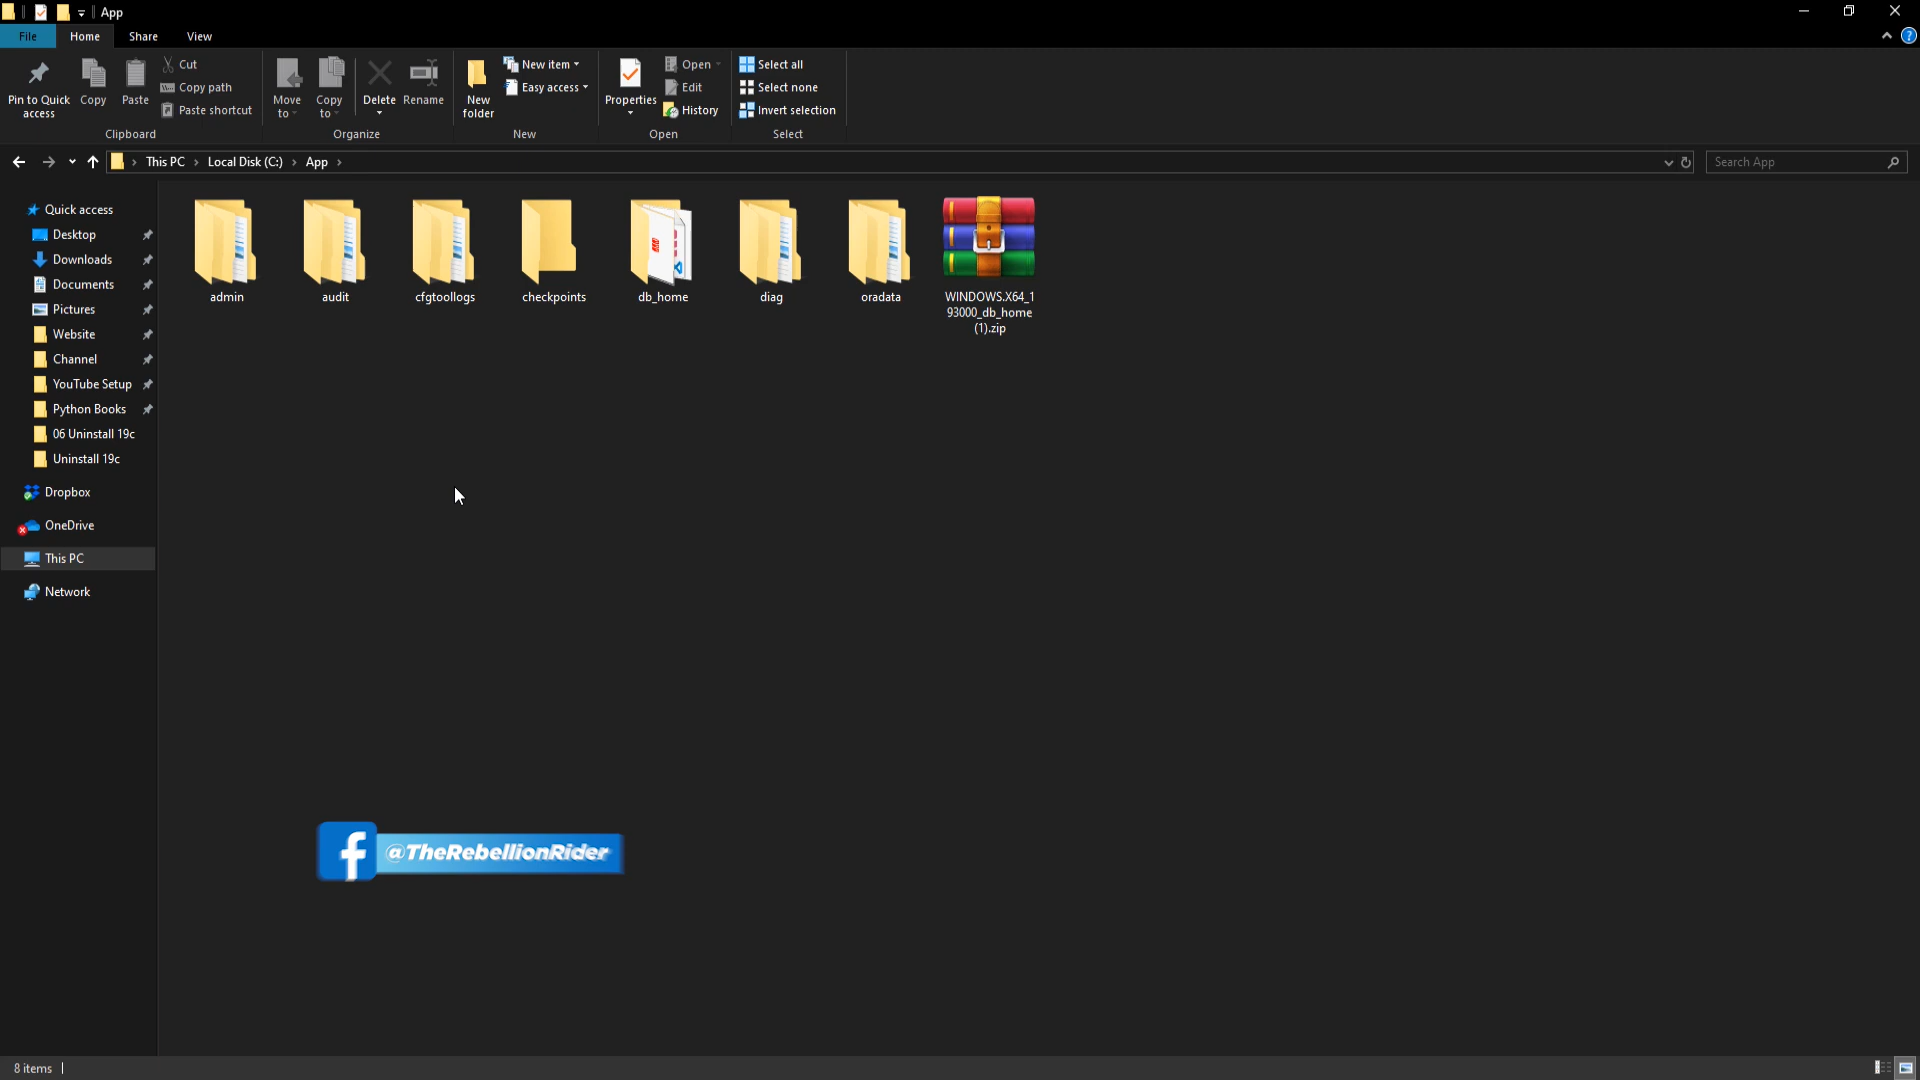 App
File Home Share View
Pin to Quick access
Copy
Paste
Cut
Copy path
Paste shortcut
Clipboard
Move to
Copy to
Delete
Rename
Organize
New folder
New item
Easy access
New
Properties
Open
Edit
History
Open
Select all
Select none
Invert selection
Select
This PC > Local Disk (C:) > App >
Search App
Quick access
Desktop
Downloads
Documents
Pictures
Website
Channel
YouTube Setup
Python Books
06 Uninstall 19c
Uninstall 19c
Dropbox
OneDrive
This PC
Network
admin
audit
cfgtoollogs
checkpoints
db_home
diag
oradata
WINDOWS.X64_1
93000_db_home
(1).zip
f @TheRebellionRider
8 items